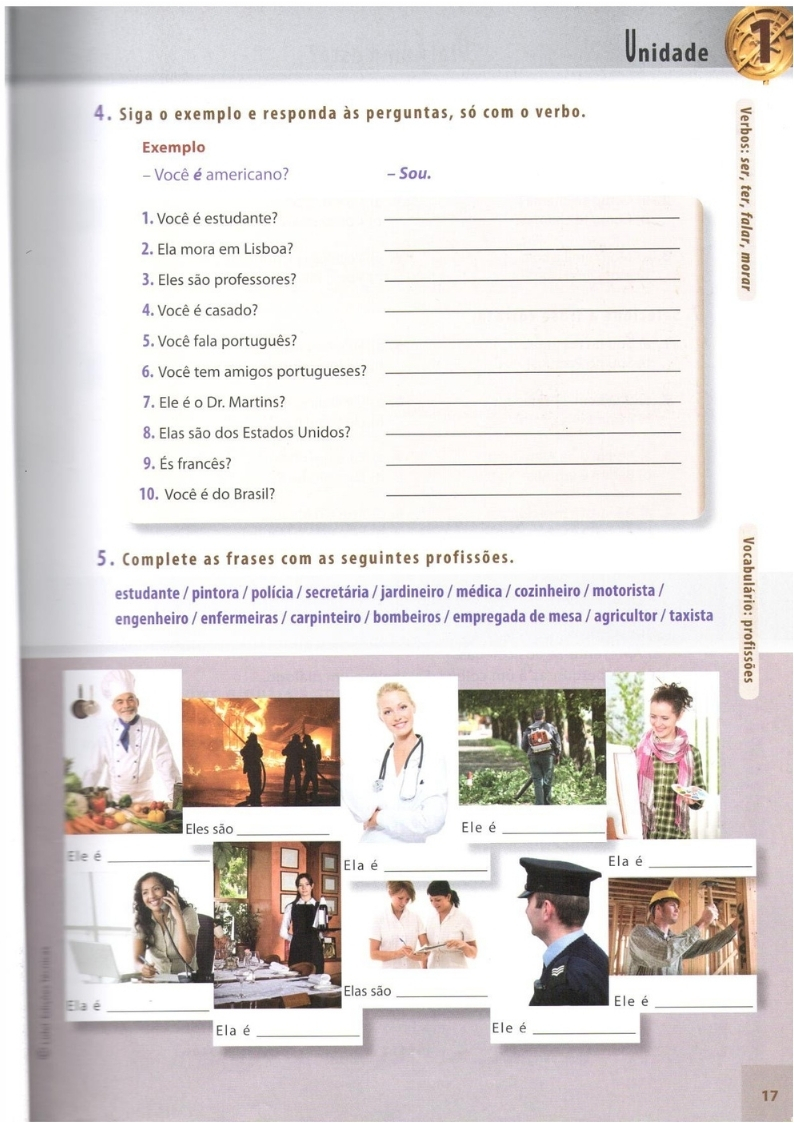 Unidade 1
4. Siga o exemplo e responda às perguntas, só com o verbo.
Exemplo
– Você é americano? – Sou.
1. Você é estudante?
2. Ela mora em Lisboa?
3. Eles são professores?
4. Você é casado?
5. Você fala português?
6. Você tem amigos portugueses?
7. Ele é o Dr. Martins?
8. Elas são dos Estados Unidos?
9. És francês?
10. Você é do Brasil?
Verbos: ser, ter, falar, morar
5. Complete as frases com as seguintes profissões.
estudante / pintora / polícia / secretária / jardineiro / médica / cozinheiro / motorista /
engenheiro / enfermeiras / carpinteiro / bombeiros / empregada de mesa / agricultor / taxista
Vocabulário: profissões
Ele é
Eles são
Ela é
Ele é
Ela é
Ela é
Ela é
Elas são
Ele é
Ele é
© Lidel Edições Técnicas
17